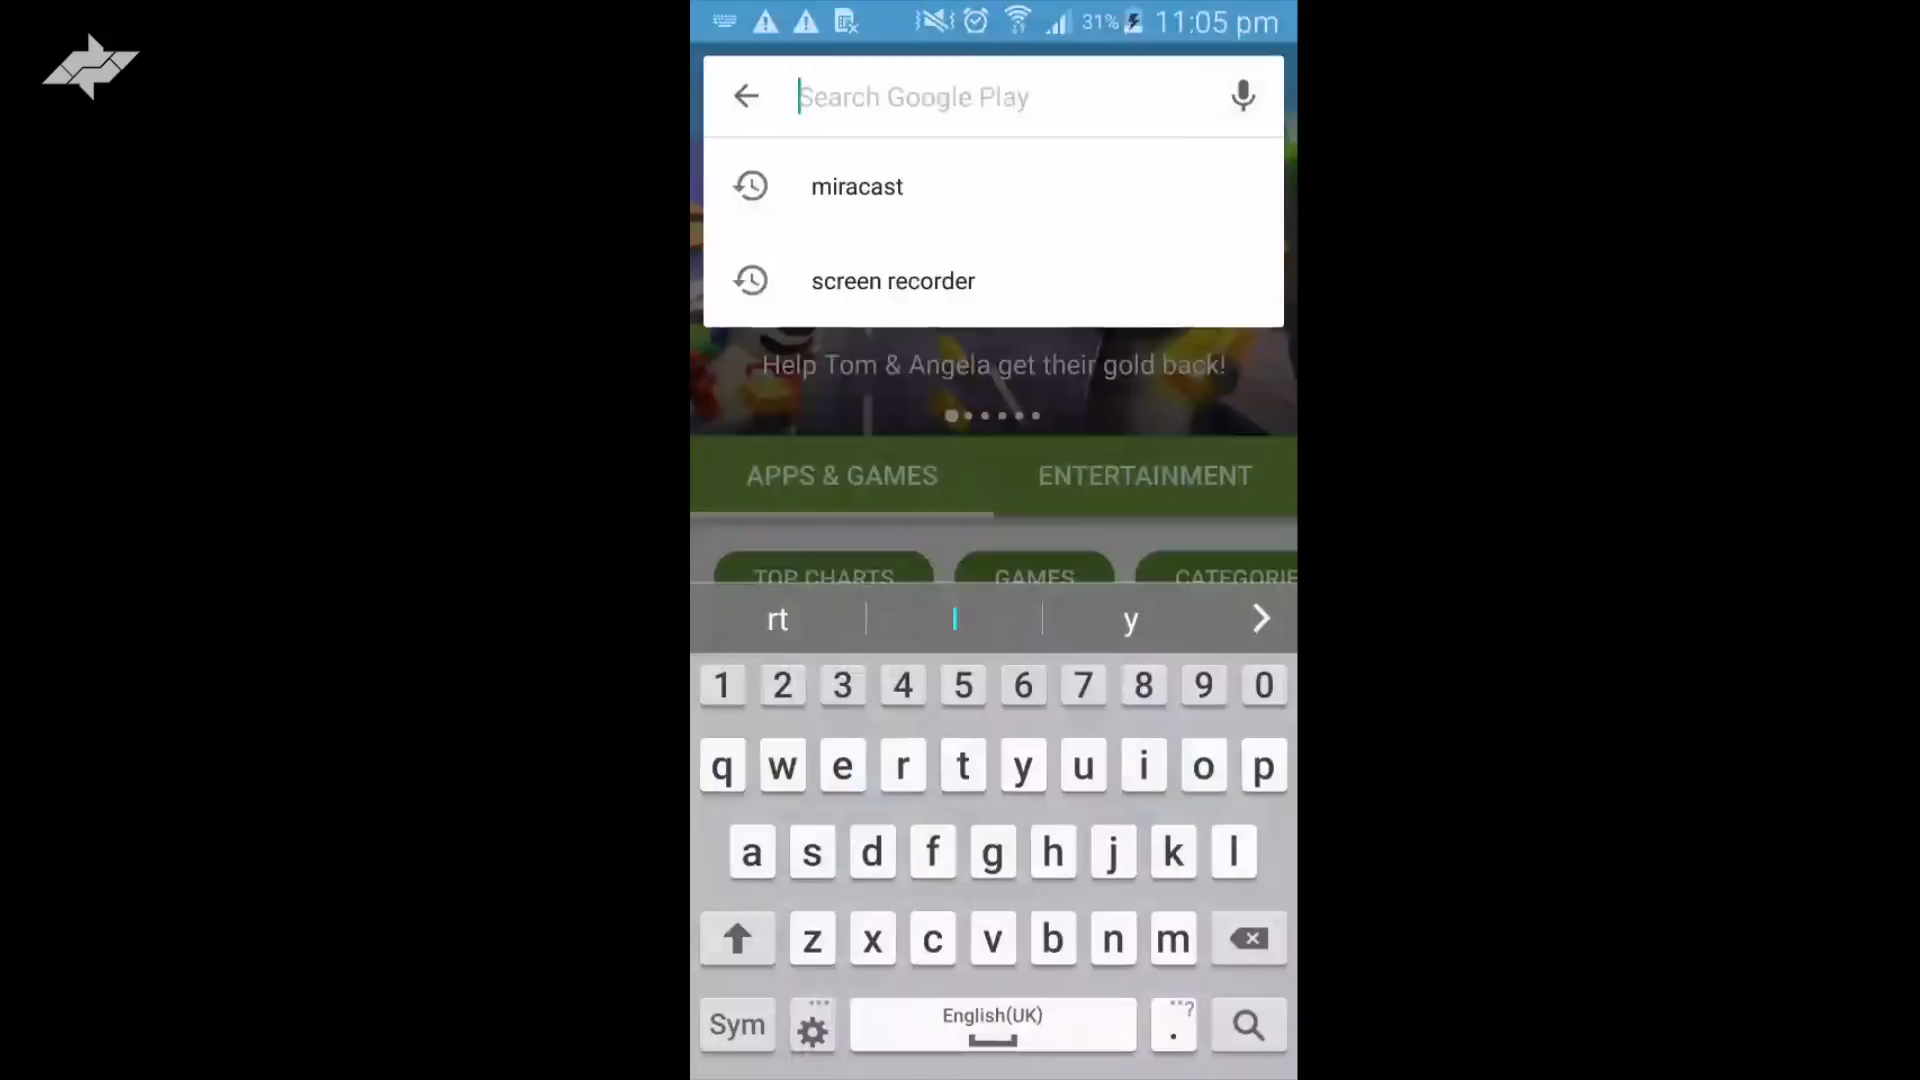 31% 11:05 pm
Search Google Play
miracast
screen recorder
Help Tom & Angela get their gold back!
APPS & GAMES ENTERTAINMENT
TOP CHARTS GAMES CATEGORIE
rt l y
1 2 3 4 5 6 7 8 9 0
q w e r t y u i o p
a s d f g h j k l
z x c v b n m
Sym English(UK) . ?